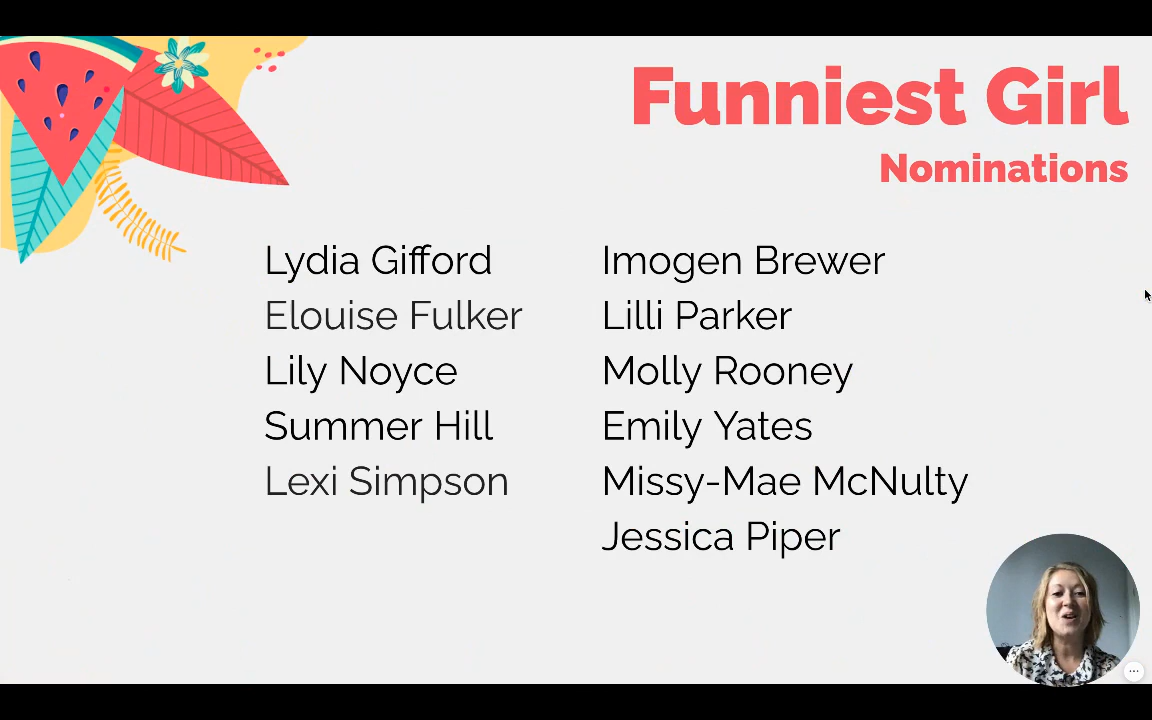 Funniest Girl
Nominations
Lydia Gifford
Elouise Fulker
Lily Noyce
Summer Hill
Lexi Simpson
Imogen Brewer
Lilli Parker
Molly Rooney
Emily Yates
Missy-Mae McNulty
Jessica Piper